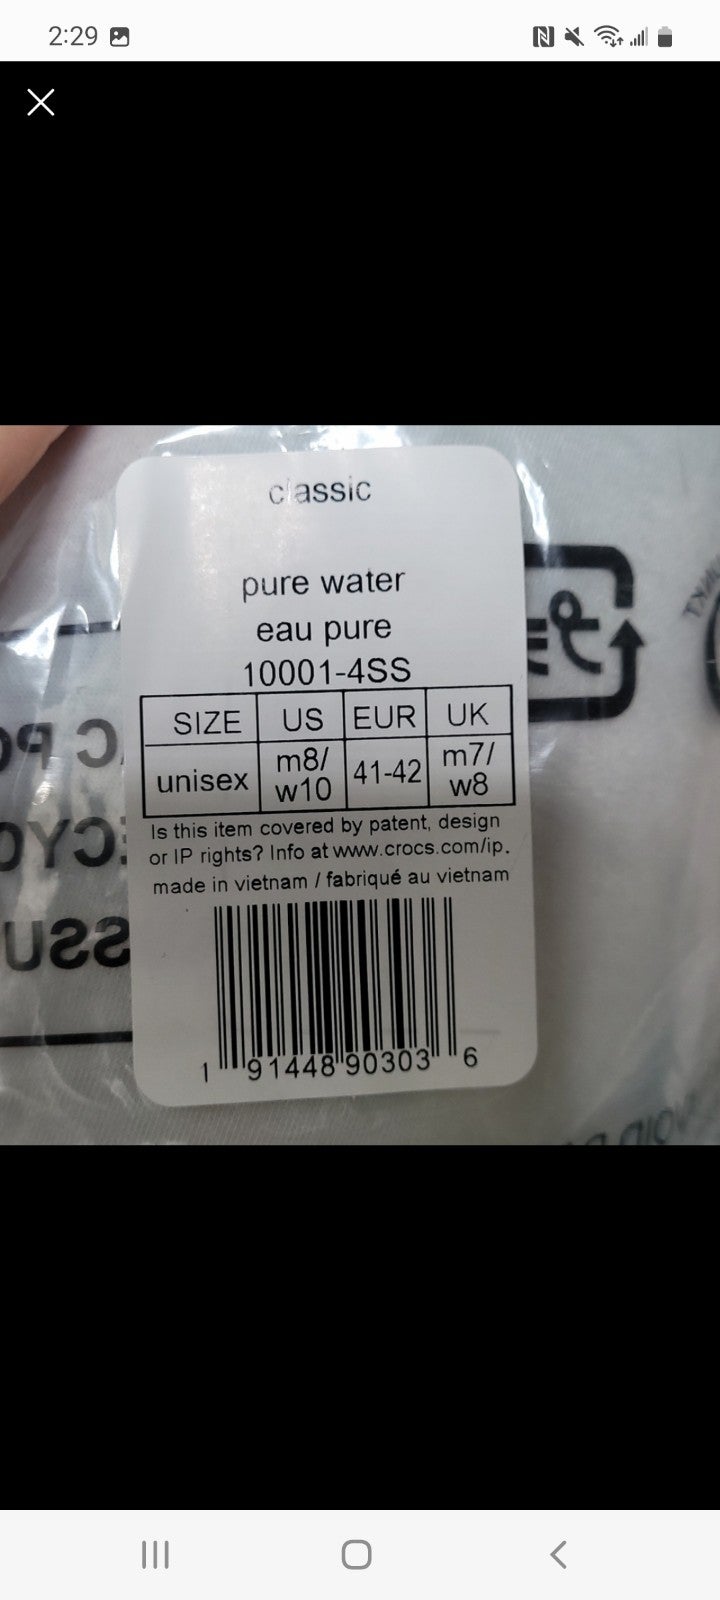 2:29
classic
pure water
eau pure
10001-4SS
SIZE US EUR UK
unisex m8/ w10 41-42 m7/ w8
Is this item covered by patent, design
or IP rights? Info at www.crocs.com/ip.
made in vietnam / fabriqué au vietnam
1 91448 90303 6